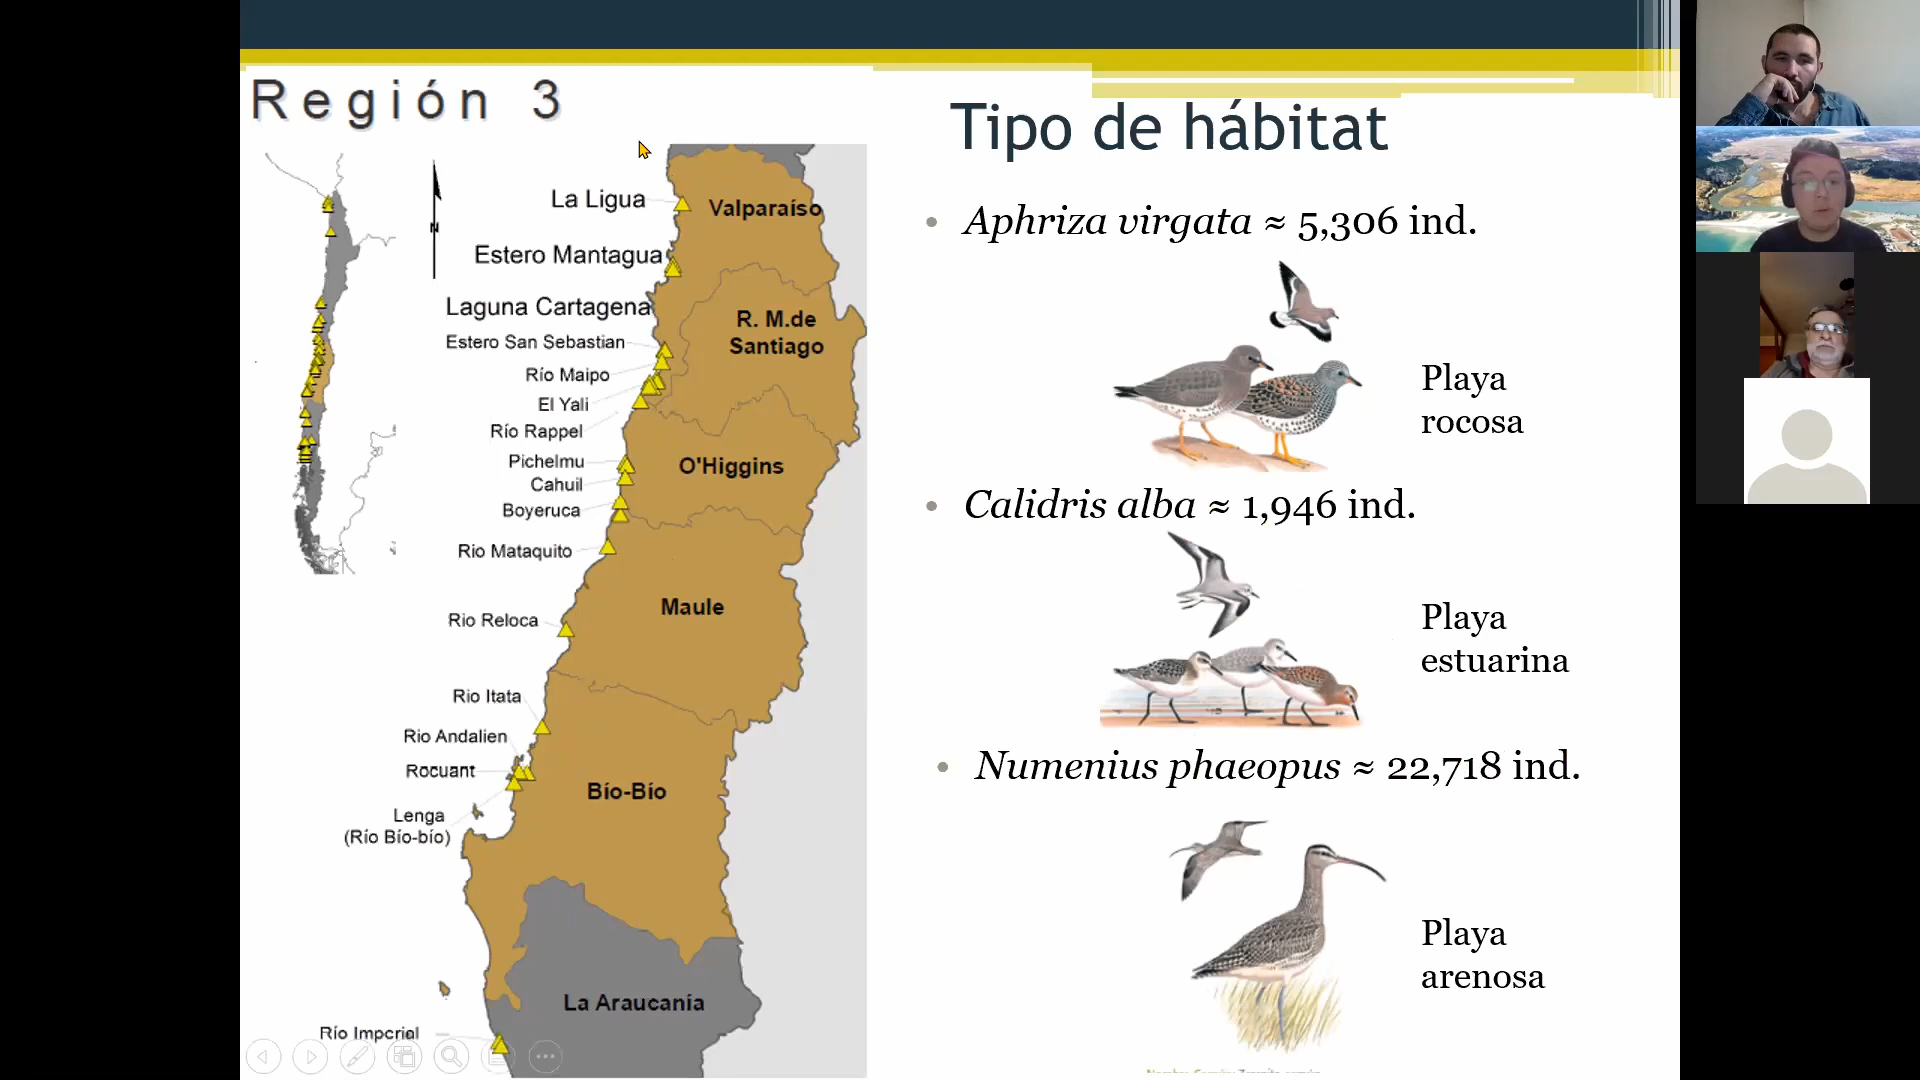 Región 3
La Ligua
Valparaíso
N
Estero Mantagua
Laguna Cartagena
R. M.de
Santiago
Estero San Sebastian
Río Maipo
El Yali
Río Rappel
Pichelmu
O'Higgins
Cahuil
Boyeruca
Rio Mataquito
Maule
Rio Reloca
Rio Itata
Rio Andalien
Rocuant
Bío-Bío
Lenga
(Río Bío-bío)
La Araucanía
Río Imperial
Tipo de hábitat
• Aphriza virgata ≈ 5,306 ind.
Playa
rocosa
• Calidris alba ≈ 1,946 ind.
Playa
estuarina
• Numenius phaeopus ≈ 22,718 ind.
Playa
arenosa